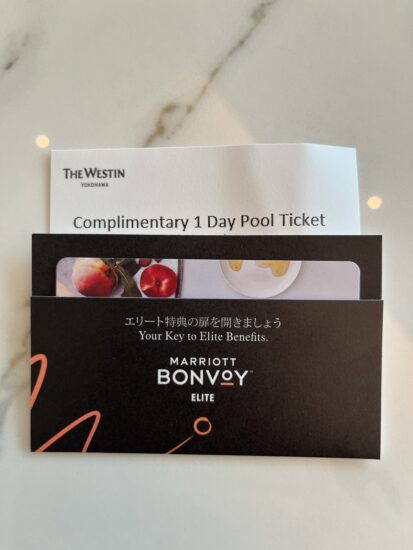 THE WESTIN
YOKOHAMA
Complimentary 1 Day Pool Ticket
エリート特典の扉を開きましょう
Your Key to Elite Benefits.
MARRIOTT
BONVOY™
ELITE